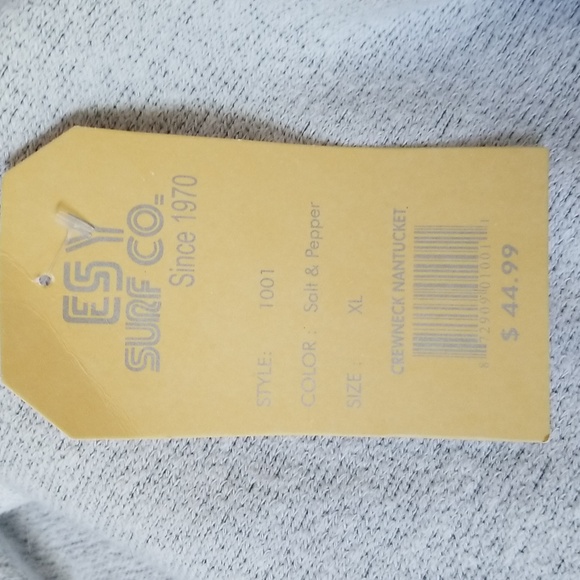 ESY
SURF CO.
Since 1970
STYLE: 1001
COLOR : Salt & Pepper
SIZE : XL
CREWNECK NANTUCKET
$ 44.99